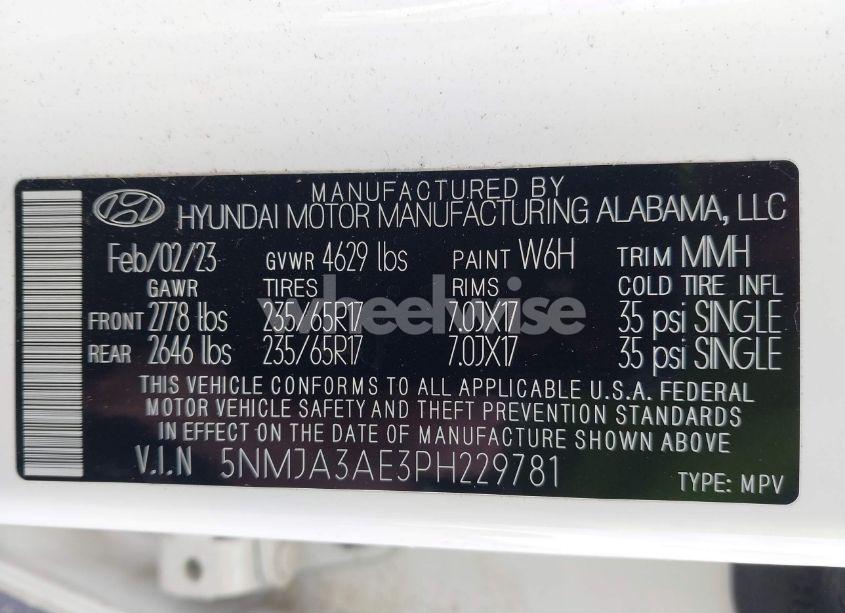 MANUFACTURED BY
HYUNDAI MOTOR MANUFACTURING ALABAMA, LLC
Feb/02/23 GVWR 4629 lbs PAINT W6H TRIM MMH
GAWR TIRES RIMS COLD TIRE INFL
FRONT 2778 lbs 235/65R17 7.0JX17 35 psi SINGLE
REAR 2646 lbs 235/65R17 7.0JX17 35 psi SINGLE
wheelwise
THIS VEHICLE CONFORMS TO ALL APPLICABLE U.S.A. FEDERAL
MOTOR VEHICLE SAFETY AND THEFT PREVENTION STANDARDS
IN EFFECT ON THE DATE OF MANUFACTURE SHOWN ABOVE
V.I.N 5NMJA3AE3PH229781
TYPE: MPV